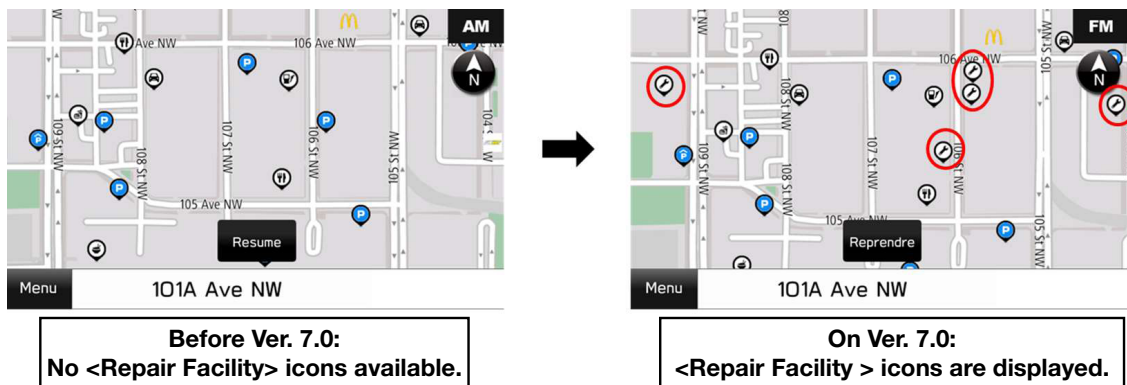 AM
Ave NW
106 Ave NW
N
109 St NW
108 St NW
107 St NW
106 St NW
105 St NW
104 S
W
105 Ave NW
Resume
Menu
101A Ave NW
Before Ver. 7.0:
No <Repair Facility> icons available.
FM
108
106 Ave NW
105 St NW
N
108 St NW
109 St NW
108 St NW
107 St NW
106 St NW
105 St NW
105 Ave NW
Reprendre
Menu
101A Ave NW
On Ver. 7.0:
<Repair Facility > icons are displayed.